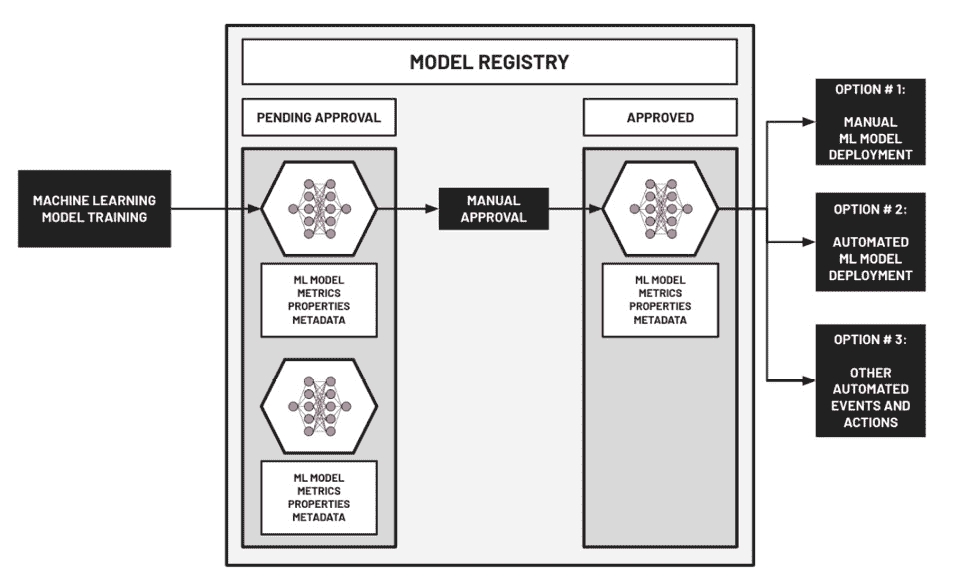 MODEL REGISTRY
PENDING APPROVAL
APPROVED
MACHINE LEARNING
MODEL TRAINING
MANUAL
APPROVAL
ML MODEL
METRICS
PROPERTIES
METADATA
ML MODEL
METRICS
PROPERTIES
METADATA
ML MODEL
METRICS
PROPERTIES
METADATA
OPTION # 1:
MANUAL
ML MODEL
DEPLOYMENT
OPTION # 2:
AUTOMATED
ML MODEL
DEPLOYMENT
OPTION # 3:
OTHER
AUTOMATED
EVENTS AND
ACTIONS